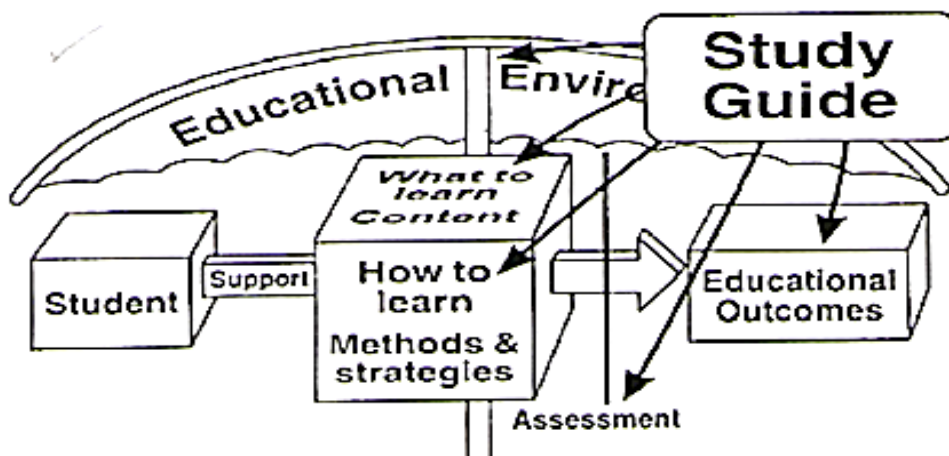 Study
Guide
Educational
What to
learn
Content
Student
Support
How to
learn
Methods &
strategies
Educational
Outcomes
Assessment